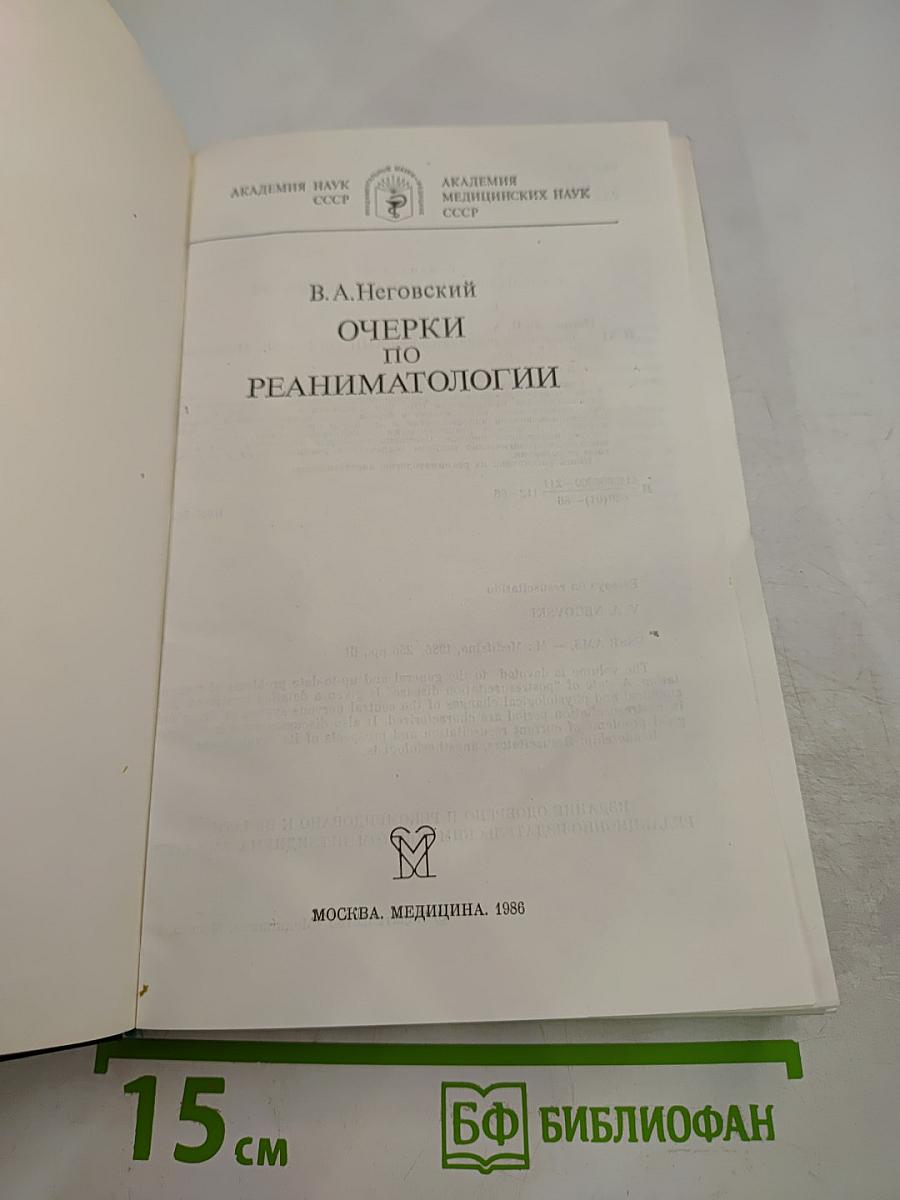 АКАДЕМИЯ НАУК
СССР
АКАДЕМИЯ
МЕДИЦИНСКИХ НАУК
СССР
В. А. Неговский
ОЧЕРКИ
ПО
РЕАНИМАТОЛОГИИ
МОСКВА. МЕДИЦИНА. 1986
15 см
БФ БИБЛИОФАН